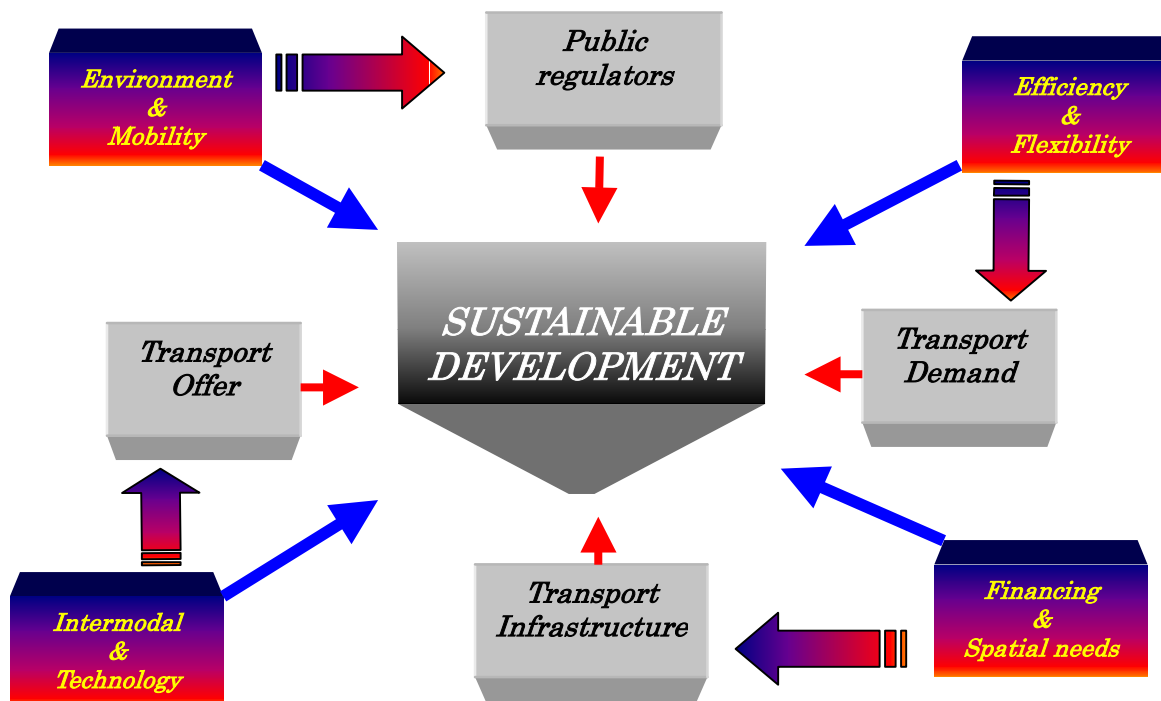 Public
regulators
Environment
&
Mobility
Efficiency
&
Flexibility
SUSTAINABLE
DEVELOPMENT
Transport
Offer
Transport
Demand
Transport
Infrastructure
Intermodal
&
Technology
Financing
&
Spatial needs